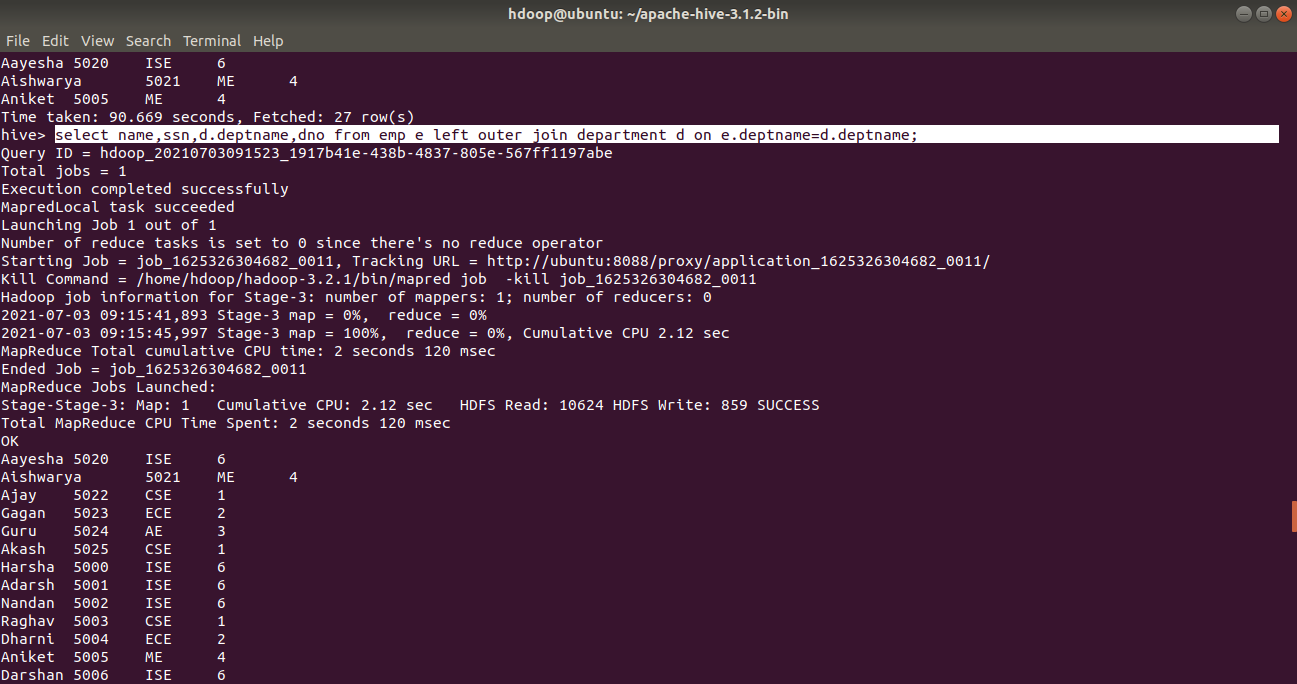 hdoop@ubuntu: ~/apache-hive-3.1.2-bin
File Edit View Search Terminal Help
Aayesha 5020    ISE     6
Aishwarya       5021    ME      4
Aniket  5005    ME      4
Time taken: 90.669 seconds, Fetched: 27 row(s)
hive> select name,ssn,d.deptname,dno from emp e left outer join department d on e.deptname=d.deptname;
Query ID = hdoop_20210703091523_1917b41e-438b-4837-805e-567ff1197abe
Total jobs = 1
Execution completed successfully
MapredLocal task succeeded
Launching Job 1 out of 1
Number of reduce tasks is set to 0 since there's no reduce operator
Starting Job = job_1625326304682_0011, Tracking URL = http://ubuntu:8088/proxy/application_1625326304682_0011/
Kill Command = /home/hdoop/hadoop-3.2.1/bin/mapred job  -kill job_1625326304682_0011
Hadoop job information for Stage-3: number of mappers: 1; number of reducers: 0
2021-07-03 09:15:41,893 Stage-3 map = 0%,  reduce = 0%
2021-07-03 09:15:45,997 Stage-3 map = 100%,  reduce = 0%, Cumulative CPU 2.12 sec
MapReduce Total cumulative CPU time: 2 seconds 120 msec
Ended Job = job_1625326304682_0011
MapReduce Jobs Launched:
Stage-Stage-3: Map: 1   Cumulative CPU: 2.12 sec   HDFS Read: 10624 HDFS Write: 859 SUCCESS
Total MapReduce CPU Time Spent: 2 seconds 120 msec
OK
Aayesha 5020    ISE     6
Aishwarya       5021    ME      4
Ajay    5022    CSE     1
Gagan   5023    ECE     2
Guru    5024    AE      3
Akash   5025    CSE     1
Harsha  5000    ISE     6
Adarsh  5001    ISE     6
Nandan  5002    ISE     6
Raghav  5003    CSE     1
Dharni  5004    ECE     2
Aniket  5005    ME      4
Darshan 5006    ISE     6